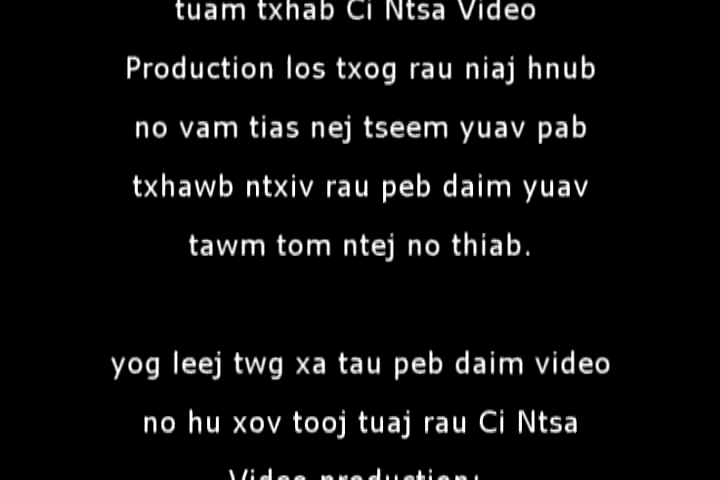 tuam txhab Ci Ntsa Video
Production los txog rau niaj hnub
no vam tias nej tseem yuav pab
txhawb ntxiv rau peb daim yuav
tawm tom ntej no thiab.
yog leej twg xa tau peb daim video
no hu xov tooj tuaj rau Ci Ntsa
Video production: